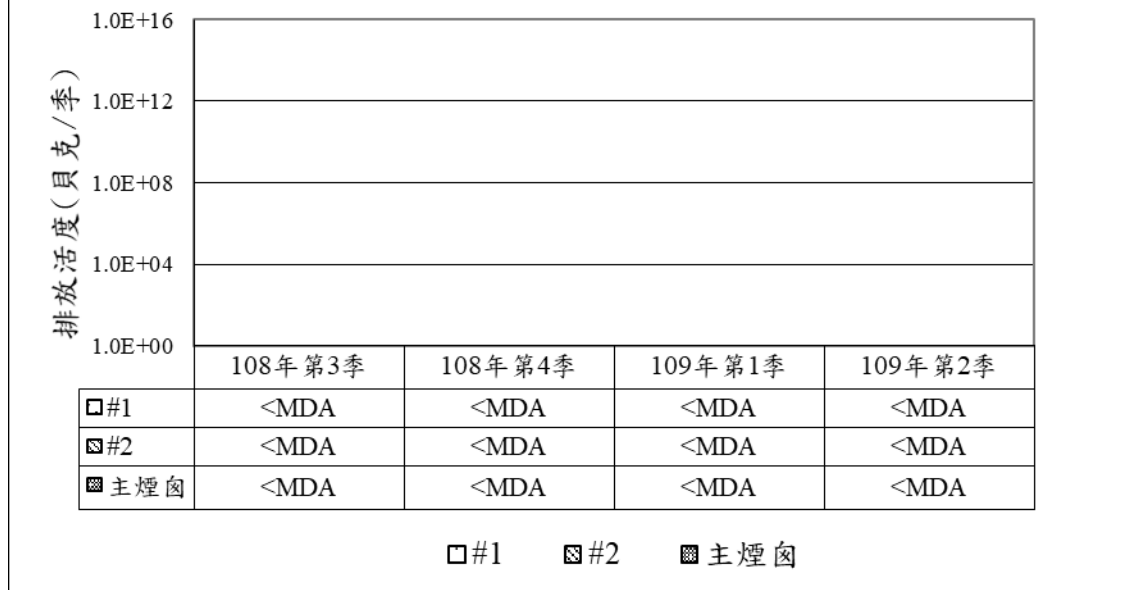 1.0E+16
1.0E+12
1.0E+08
1.0E+04
1.0E+00
排放活度(貝克/季)
108年第3季 108年第4季 109年第1季 109年第2季
#1 <MDA <MDA <MDA <MDA
#2 <MDA <MDA <MDA <MDA
主煙囪 <MDA <MDA <MDA <MDA
#1 #2 主煙囪